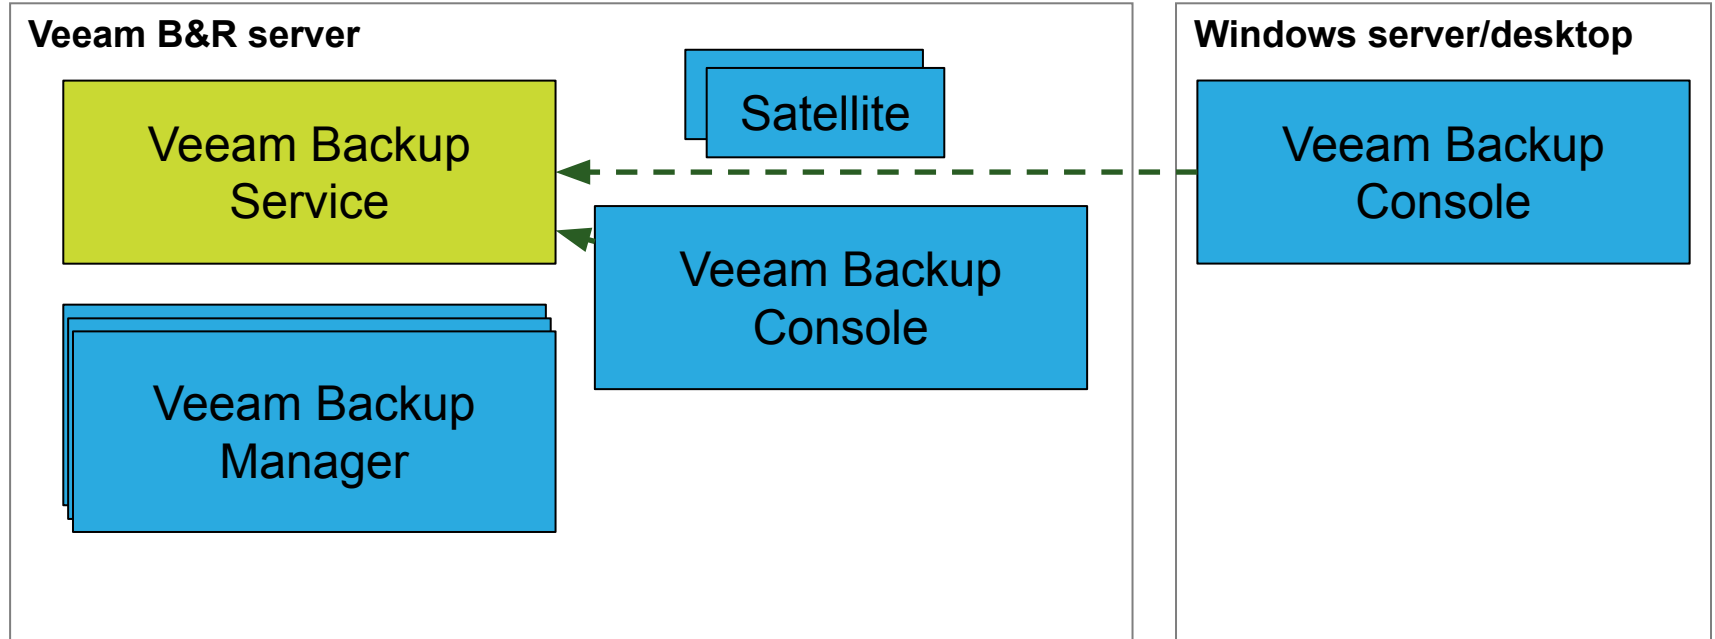 Veeam B&R server
Windows server/desktop
Satellite
Veeam Backup
Service
Veeam Backup
Console
Veeam Backup
Console
Veeam Backup
Manager